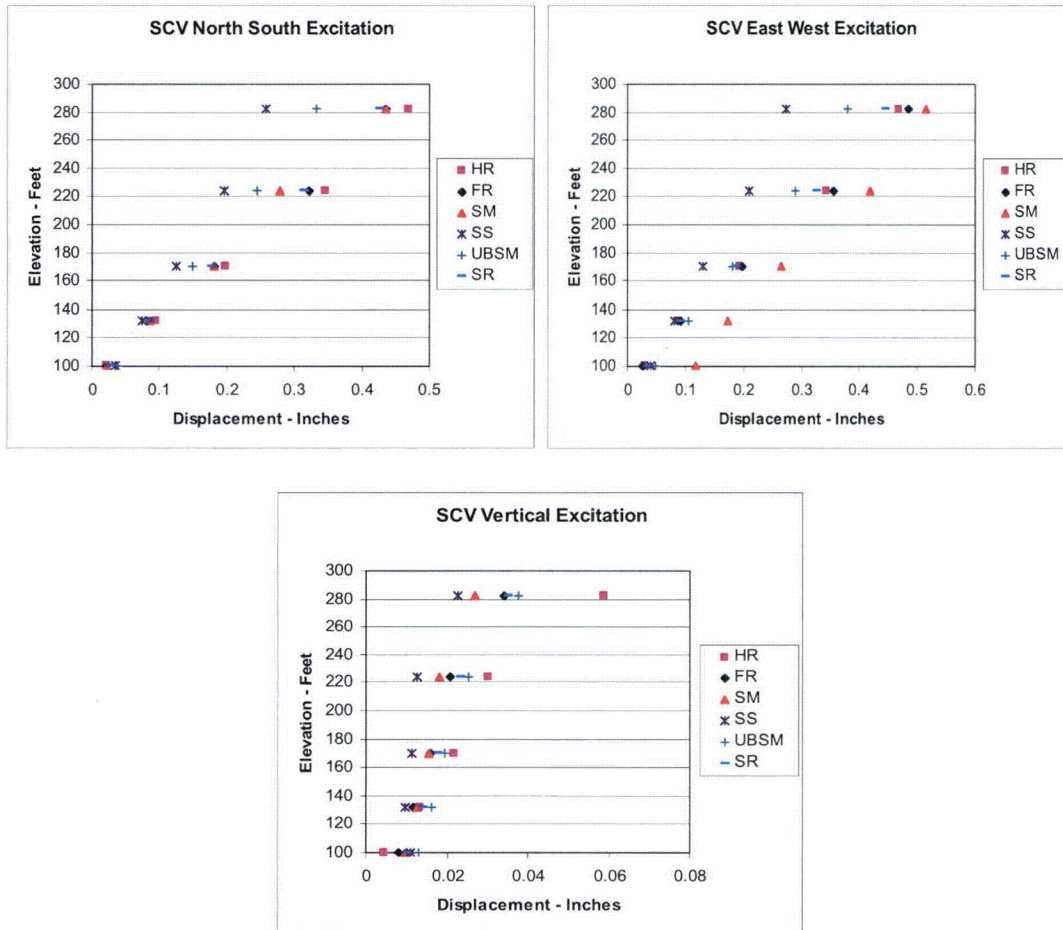 SCV North South Excitation
Elevation - Feet
300
280
260
240
220
200
180
160
140
120
100
0
0.1
0.2
0.3
0.4
0.5
Displacement - Inches
HR
FR
SM
SS
UBSM
SR
SCV East West Excitation
Elevation - Feet
300
280
260
240
220
200
180
160
140
120
100
0
0.1
0.2
0.3
0.4
0.5
0.6
Displacement - Inches
HR
FR
SM
SS
UBSM
SR
SCV Vertical Excitation
Elevation - Feet
300
280
260
240
220
200
180
160
140
120
100
0
0.02
0.04
0.06
0.08
Displacement - Inches
HR
FR
SM
SS
UBSM
SR